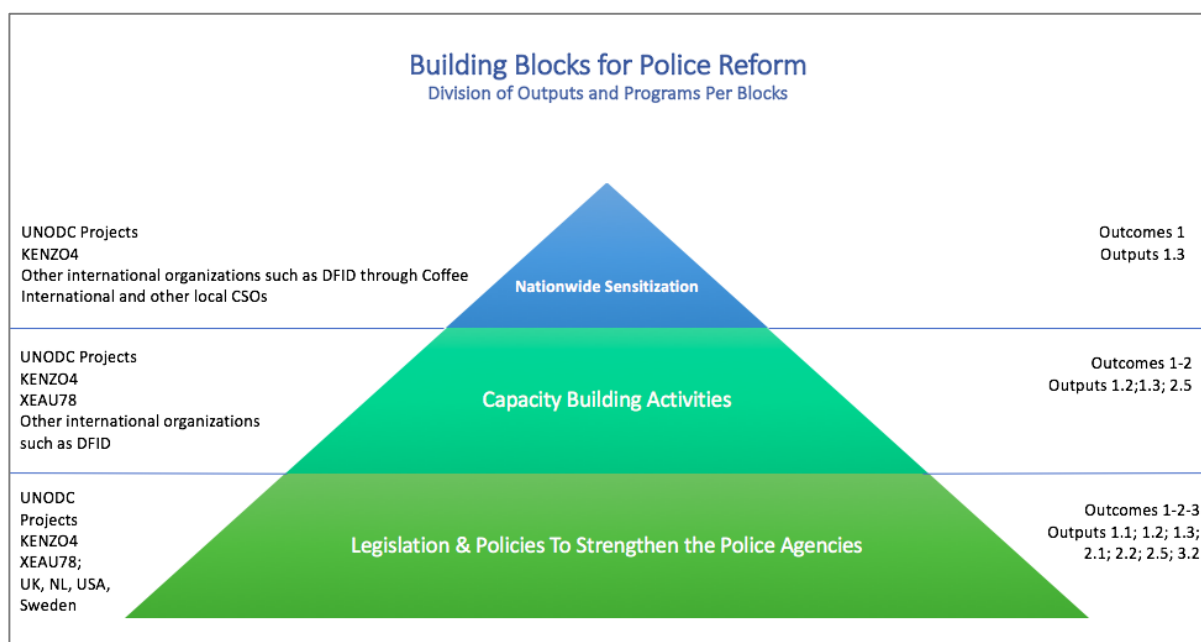 Building Blocks for Police Reform
Division of Outputs and Programs Per Blocks
UNODC Projects
KENZO4
Other international organizations such as DFID through Coffee
International and other local CSOs
Nationwide Sensitization
Outcomes 1
Outputs 1.3
UNODC Projects
KENZO4
XEAU78
Other international organizations
such as DFID
Capacity Building Activities
Outcomes 1-2
Outputs 1.2;1.3; 2.5
UNODC
Projects
KENZO4
XEAU78;
UK, NL, USA,
Sweden
Legislation & Policies To Strengthen the Police Agencies
Outcomes 1-2-3
Outputs 1.1; 1.2; 1.3;
2.1; 2.2; 2.5; 3.2